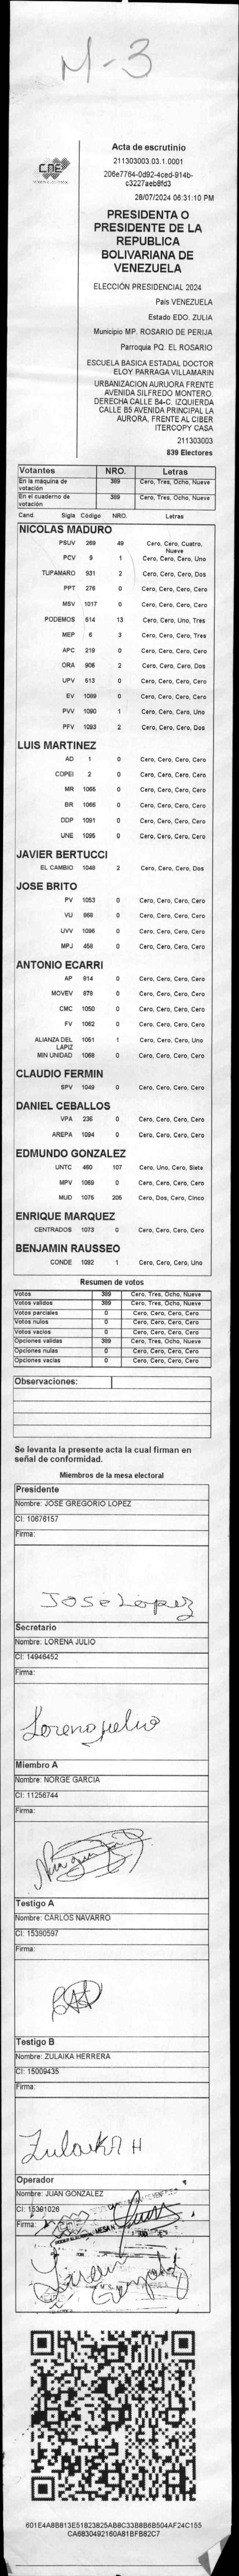 M-3
CNE
Acta de escrutinio
211303003.03.1.0001
206e7764-0d92-4ced-914b-
c3227aeb8fd3
28/07/2024 06:31:10 PM
PRESIDENTA O
PRESIDENTE DE LA
REPUBLICA
BOLIVARIANA DE
VENEZUELA
ELECCIÓN PRESIDENCIAL 2024
Pais VENEZUELA
Estado EDO. ZULIA
Municipio MP. ROSARIO DE PERIJA
Parroquia PQ. EL ROSARIO
ESCUELA BASICA ESTADAL DOCTOR
ELOY PARRAGA VILLAMARIN
URBANIZACION AURUORA FRENTE
AVENIDA SILFREDO MONTERO.
DERECHA CALLE B4-C. IZQUIERDA
CALLE B5 AVENIDA PRINCIPAL LA
AURORA, FRENTE AL CIBER
ITERCOPY CASA
211303003
839 Electores
Votantes NRO. Letras
En la máquina de votación 389 Cero, Tres, Ocho, Nueve
En el cuaderno de votación 389 Cero, Tres, Ocho, Nueve
Cand. Sigla Código NRO. Letras
NICOLAS MADURO
PSUV 269 49 Cero, Cero, Cuatro, Nueve
PCV 9 1 Cero, Cero, Cero, Uno
TUPAMARO 931 2 Cero, Cero, Cero, Dos
PPT 276 0 Cero, Cero, Cero, Cero
MSV 1017 0 Cero, Cero, Cero, Cero
PODEMOS 514 13 Cero, Cero, Uno, Tres
MEP 6 3 Cero, Cero, Cero, Tres
APC 219 0 Cero, Cero, Cero, Cero
ORA 906 2 Cero, Cero, Cero, Dos
UPV 513 0 Cero, Cero, Cero, Cero
EV 1089 0 Cero, Cero, Cero, Cero
PVV 1090 1 Cero, Cero, Cero, Uno
PFV 1093 2 Cero, Cero, Cero, Dos
LUIS MARTINEZ
AD 1 0 Cero, Cero, Cero, Cero
COPEI 2 0 Cero, Cero, Cero, Cero
MR 1065 0 Cero, Cero, Cero, Cero
BR 1066 0 Cero, Cero, Cero, Cero
DDP 1091 0 Cero, Cero, Cero, Cero
UNE 1095 0 Cero, Cero, Cero, Cero
JAVIER BERTUCCI
EL CAMBIO 1048 2 Cero, Cero, Cero, Dos
JOSE BRITO
PV 1053 0 Cero, Cero, Cero, Cero
VU 868 0 Cero, Cero, Cero, Cero
UVV 1096 0 Cero, Cero, Cero, Cero
MPJ 458 0 Cero, Cero, Cero, Cero
ANTONIO ECARRI
AP 814 0 Cero, Cero, Cero, Cero
MOVEV 878 0 Cero, Cero, Cero, Cero
CMC 1050 0 Cero, Cero, Cero, Cero
FV 1062 0 Cero, Cero, Cero, Cero
ALIANZA DEL LAPIZ 1051 1 Cero, Cero, Cero, Uno
MIN UNIDAD 1068 0 Cero, Cero, Cero, Cero
CLAUDIO FERMIN
SPV 1049 0 Cero, Cero, Cero, Cero
DANIEL CEBALLOS
VPA 236 0 Cero, Cero, Cero, Cero
AREPA 1094 0 Cero, Cero, Cero, Cero
EDMUNDO GONZALEZ
UNTC 460 107 Cero, Uno, Cero, Siete
MPV 1069 0 Cero, Cero, Cero, Cero
MUD 1075 205 Cero, Dos, Cero, Cinco
ENRIQUE MARQUEZ
CENTRADOS 1073 0 Cero, Cero, Cero, Cero
BENJAMIN RAUSSEO
CONDE 1092 1 Cero, Cero, Cero, Uno
Resumen de votos
Votos 389 Cero, Tres, Ocho, Nueve
Votos validos 389 Cero, Tres, Ocho, Nueve
Votos parciales 0 Cero, Cero, Cero, Cero
Votos nulos 0 Cero, Cero, Cero, Cero
Votos vacios 0 Cero, Cero, Cero, Cero
Opciones validas 389 Cero, Tres, Ocho, Nueve
Opciones nulas 0 Cero, Cero, Cero, Cero
Opciones vacias 0 Cero, Cero, Cero, Cero
Observaciones:
Se levanta la presente acta la cual firman en
señal de conformidad.
Miembros de la mesa electoral
Presidente
Nombre: JOSE GREGORIO LOPEZ
CI: 10676157
Firma:
José López
Secretario
Nombre: LORENA JULIO
CI: 14946452
Firma:
Lorena Julio
Miembro A
Nombre: NORGE GARCIA
CI: 11256744
Firma:
Testigo A
Nombre: CARLOS NAVARRO
CI: 15390597
Firma:
Testigo B
Nombre: ZULAIKA HERRERA
CI: 15009435
Firma:
Zulaika H
Operador
Nombre: JUAN GONZALEZ
CI: 15391026
Firma:
601E4A8B813E51823825AB8C33B8B6B504AF24C155
CA6830492160A81BFB82C7